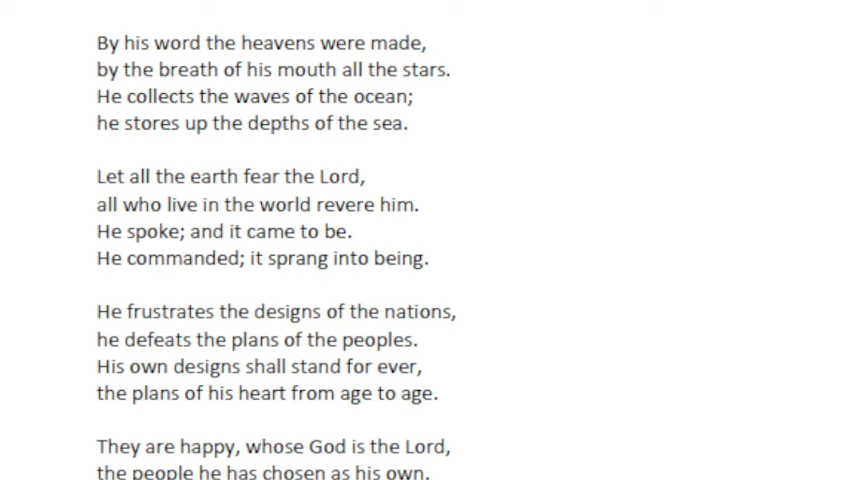 By his word the heavens were made,
by the breath of his mouth all the stars.
He collects the waves of the ocean;
he stores up the depths of the sea.
Let all the earth fear the Lord,
all who live in the world revere him.
He spoke; and it came to be.
He commanded; it sprang into being.
He frustrates the designs of the nations,
he defeats the plans of the peoples.
His own designs shall stand for ever,
the plans of his heart from age to age.
They are happy, whose God is the Lord,
the people he has chosen as his own.